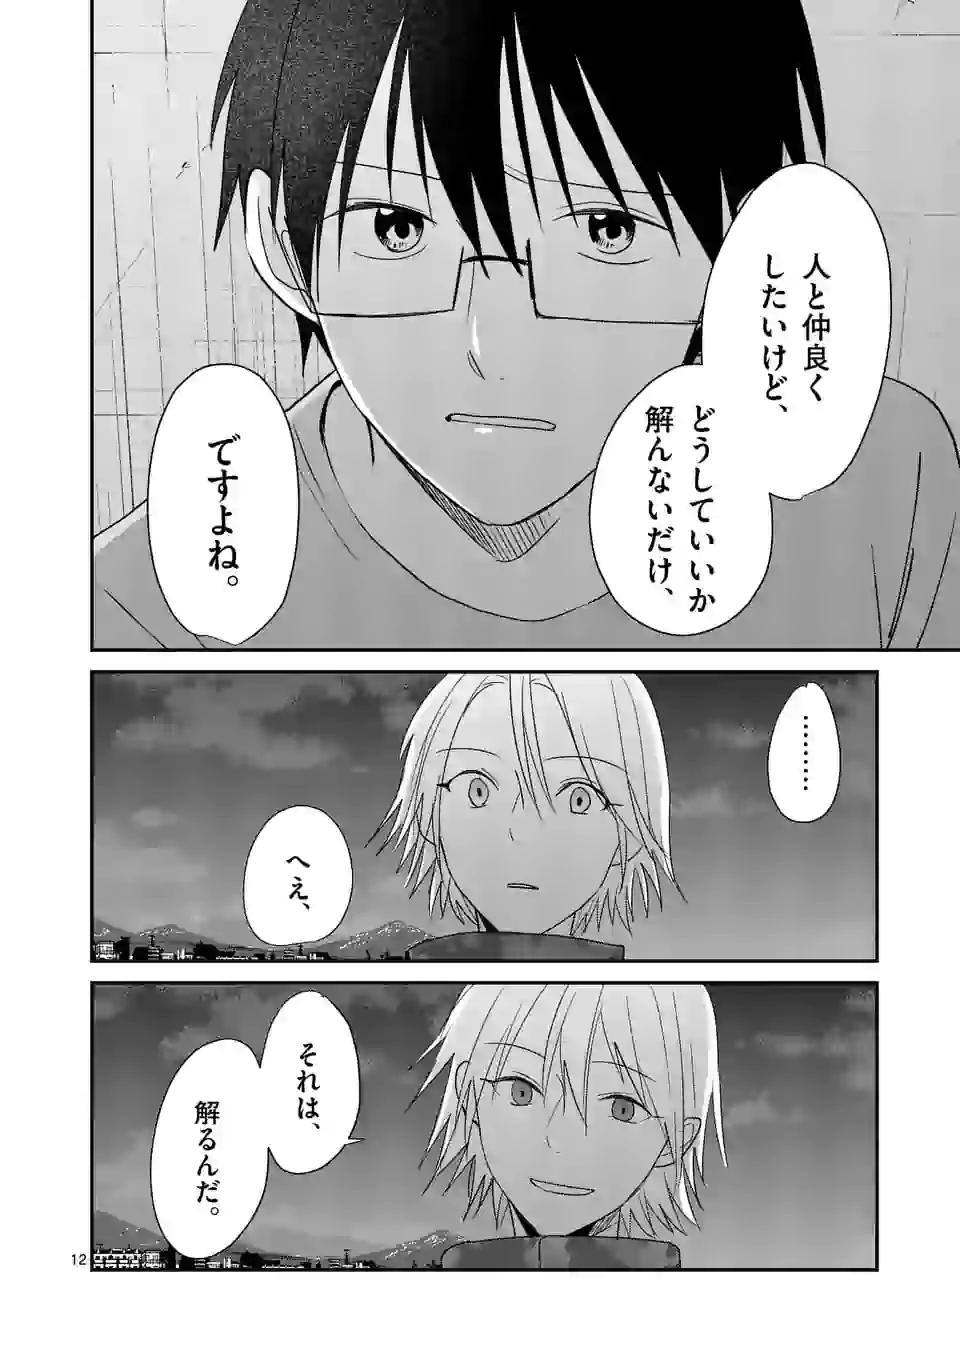 人と仲良く
したいけど、
どうしていいか
解んないだけ、
ですよね。
………
へえ、
それは、
解るんだ。
12